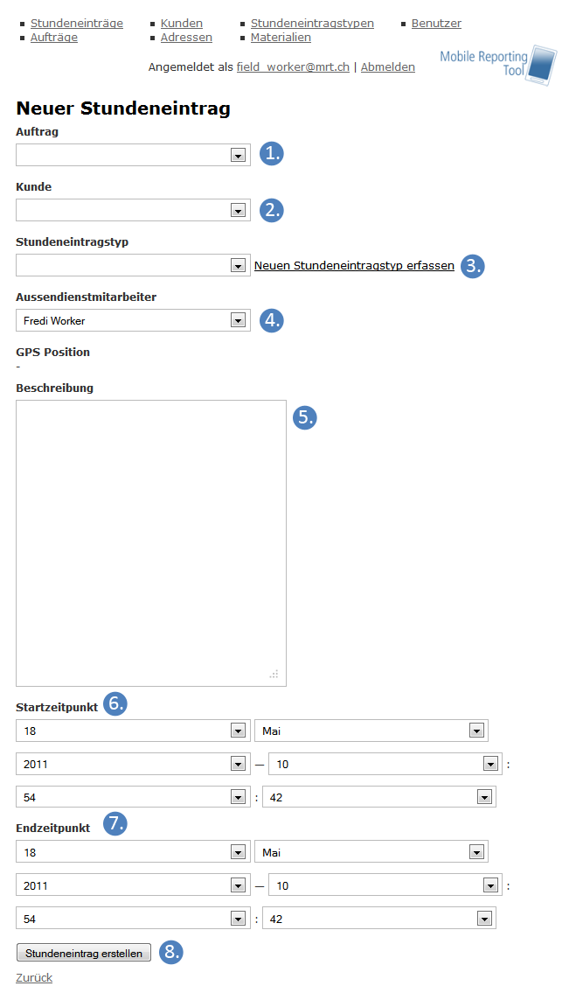 Stundeneinträge Kunden Stundeneintragstypen Benutzer
Aufträge Adressen Materialien
Angemeldet als field_worker@mrt.ch | Abmelden
Mobile Reporting
Tool
Neuer Stundeneintrag
Auftrag
1.
Kunde
2.
Stundeneintragstyp
Neuen Stundeneintragstyp erfassen 3.
Aussendienstmitarbeiter
Fredi Worker 4.
GPS Position
-
Beschreibung
5.
Startzeitpunkt 6.
18 Mai
2011 — 10 :
54 : 42
Endzeitpunkt 7.
18 Mai
2011 — 10 :
54 : 42
Stundeneintrag erstellen 8.
Zurück